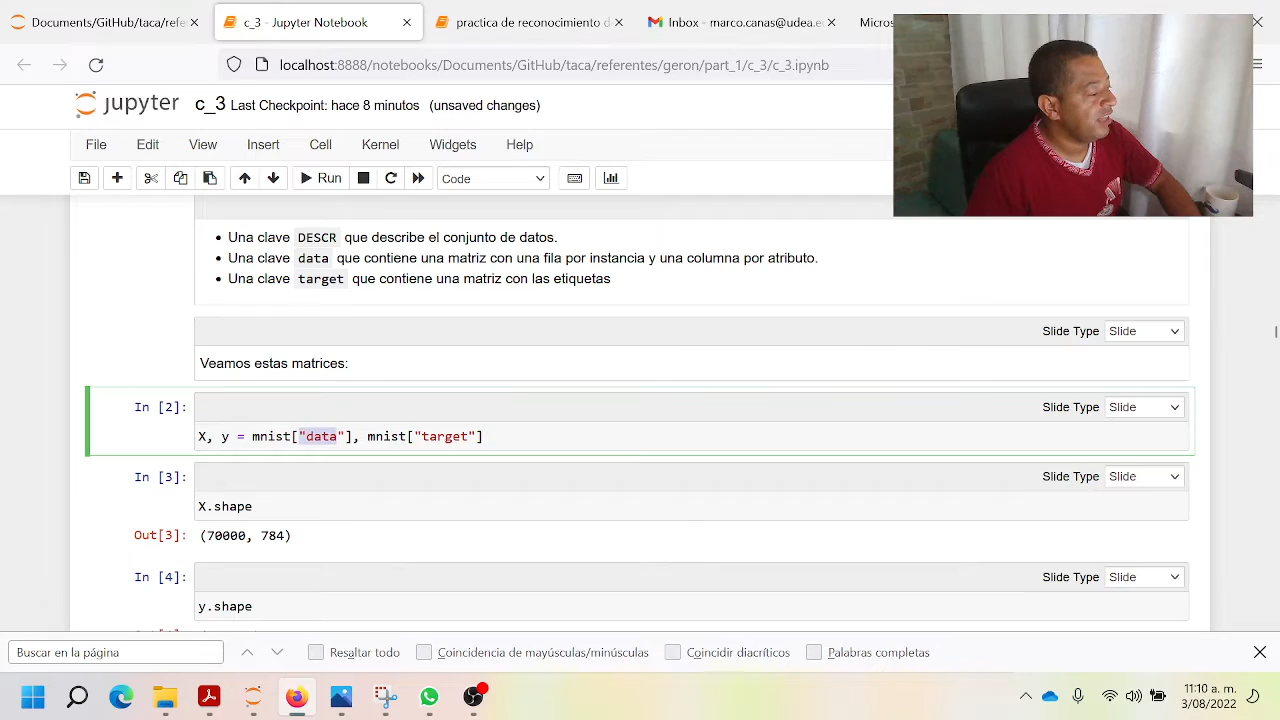 Documents/GitHub/taca/refere
c_3 - Jupyter Notebook
practica de reconocimiento d
Inbox - marco.canas@udea.ec
Micros
localhost:8888/notebooks/Documents/GitHub/taca/referentes/geron/part_1/c_3/c_3.ipynb
jupyter c_3 Last Checkpoint: hace 8 minutos (unsaved changes)
File Edit View Insert Cell Kernel Widgets Help
Run Code
Una clave DESCR que describe el conjunto de datos.
Una clave data que contiene una matriz con una fila por instancia y una columna por atributo.
Una clave target que contiene una matriz con las etiquetas
Slide Type Slide
Veamos estas matrices:
In [2]: Slide Type Slide
X, y = mnist["data"], mnist["target"]
In [3]: Slide Type Slide
X.shape
Out[3]: (70000, 784)
In [4]: Slide Type Slide
y.shape
Buscar en la página Resaltar todo Coincidencia de mayúsculas/minúsculas Coincidir diacríticos Palabras completas
11:10 a. m.
3/08/2022